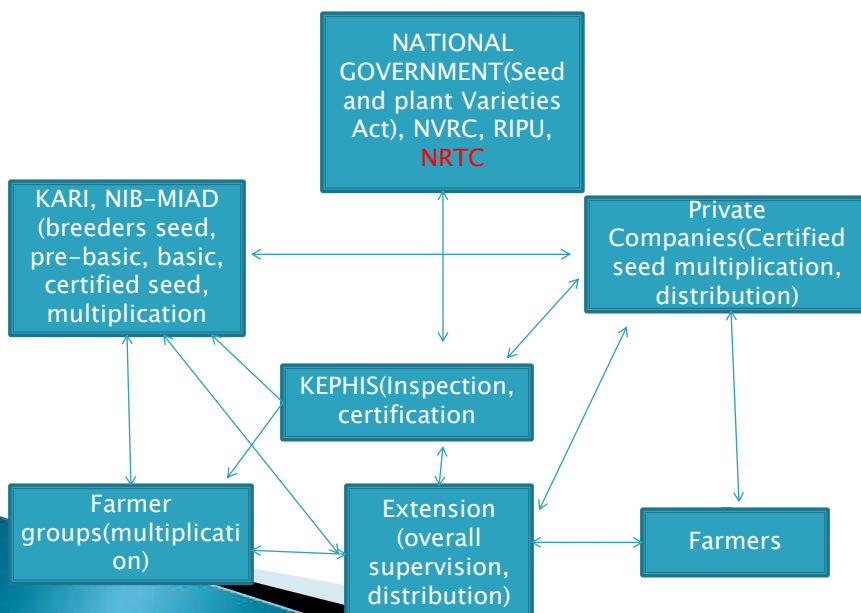 NATIONAL
GOVERNMENT(Seed
and plant Varieties
Act), NVRC, RIPU,
NRTC
KARI, NIB-MIAD
(breeders seed,
pre-basic, basic,
certified seed,
multiplication
Private
Companies(Certified
seed multiplication,
distribution)
KEPHIS(Inspection,
certification
Farmer
groups(multiplicati
on)
Extension
(overall
supervision,
distribution)
Farmers